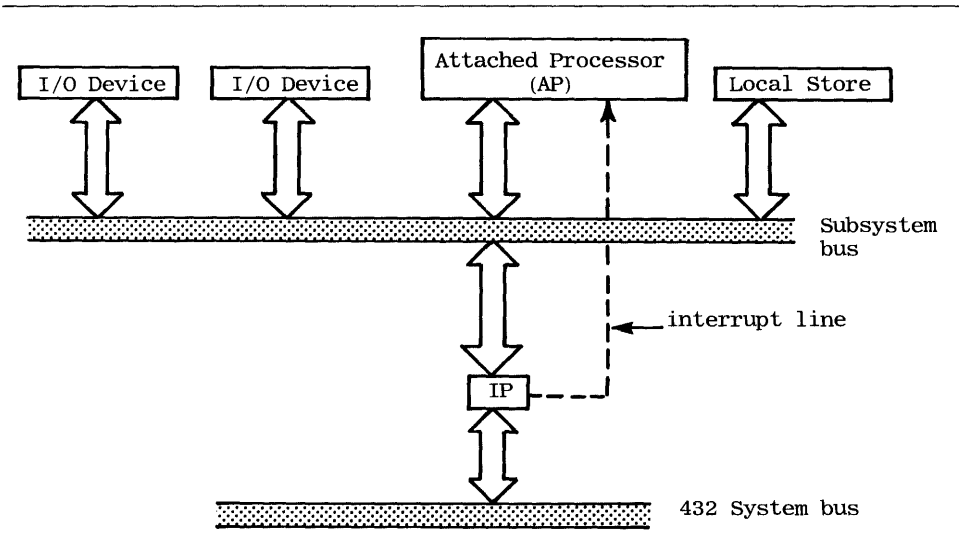 I/O Device
I/O Device
Attached Processor
(AP)
Local Store
Subsystem
bus
interrupt line
IP
432 System bus